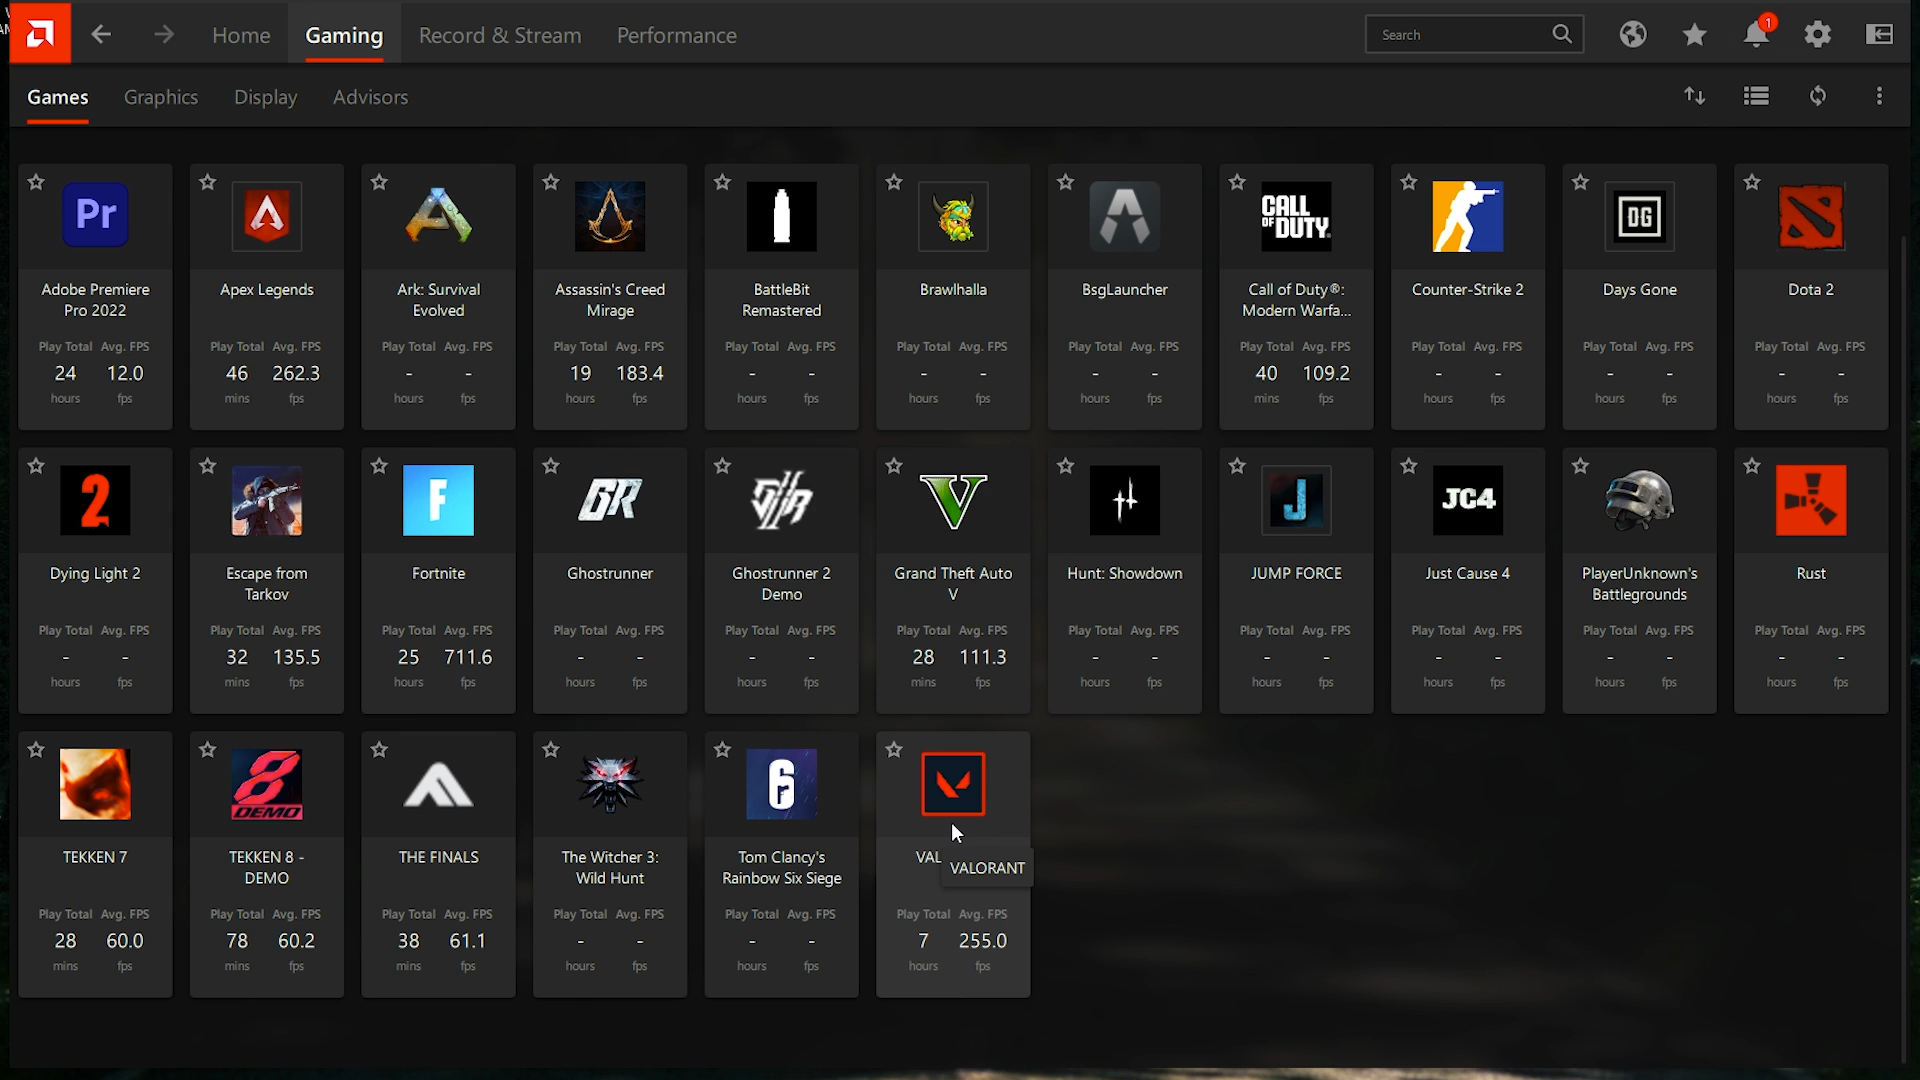 Home
Gaming
Record & Stream
Performance
Search
1
Games
Graphics
Display
Advisors
Pr
CALL
OF DUTY.
DG
Adobe Premiere
Pro 2022
Play Total Avg. FPS
24 12.0
hours fps
Apex Legends
Play Total Avg. FPS
46 262.3
mins fps
Ark: Survival
Evolved
Play Total Avg. FPS
- -
hours fps
Assassin's Creed
Mirage
Play Total Avg. FPS
19 183.4
hours fps
BattleBit
Remastered
Play Total Avg. FPS
- -
hours fps
Brawlhalla
Play Total Avg. FPS
- -
hours fps
BsgLauncher
Play Total Avg. FPS
- -
hours fps
Call of Duty®:
Modern Warfa...
Play Total Avg. FPS
40 109.2
mins fps
Counter-Strike 2
Play Total Avg. FPS
- -
hours fps
Days Gone
Play Total Avg. FPS
- -
hours fps
Dota 2
Play Total Avg. FPS
- -
hours fps
2
F
GR
V
J
JC4
Dying Light 2
Play Total Avg. FPS
- -
hours fps
Escape from
Tarkov
Play Total Avg. FPS
32 135.5
mins fps
Fortnite
Play Total Avg. FPS
25 711.6
hours fps
Ghostrunner
Play Total Avg. FPS
- -
hours fps
Ghostrunner 2
Demo
Play Total Avg. FPS
- -
hours fps
Grand Theft Auto
V
Play Total Avg. FPS
28 111.3
mins fps
Hunt: Showdown
Play Total Avg. FPS
- -
hours fps
JUMP FORCE
Play Total Avg. FPS
- -
hours fps
Just Cause 4
Play Total Avg. FPS
- -
hours fps
PlayerUnknown's
Battlegrounds
Play Total Avg. FPS
- -
hours fps
Rust
Play Total Avg. FPS
- -
hours fps
8
DEMO
6
TEKKEN 7
Play Total Avg. FPS
28 60.0
mins fps
TEKKEN 8 -
DEMO
Play Total Avg. FPS
78 60.2
mins fps
THE FINALS
Play Total Avg. FPS
38 61.1
mins fps
The Witcher 3:
Wild Hunt
Play Total Avg. FPS
- -
hours fps
Tom Clancy's
Rainbow Six Siege
Play Total Avg. FPS
- -
hours fps
VAL
VALORANT
Play Total Avg. FPS
7 255.0
hours fps